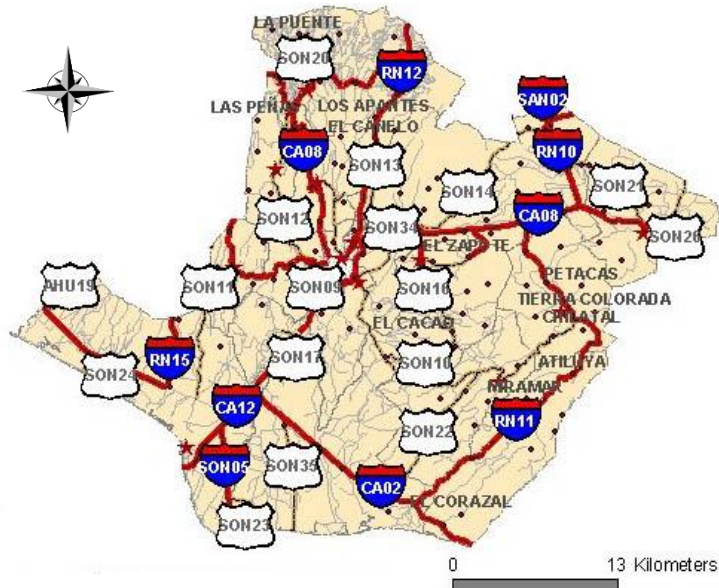 LA PUENTE
SON20
RN12
LAS PEÑAS
LOS APANTES
SAN02
EL CANELO
CA08
RN10
SON13
SON14
SON21
SON12
SON34
CA08
SON26
EL ZAPOTE
AHU19
SON11
SON09
SON16
PETACAS
TIERRA COLORADA
EL CACAO
CHILATAL
SON24
RN15
SON17
SON10
ATILUYA
MIRAMAR
CA12
RN11
SON22
SON05
SON35
CA02
EL CORAZAL
SON23
0 13 Kilometers